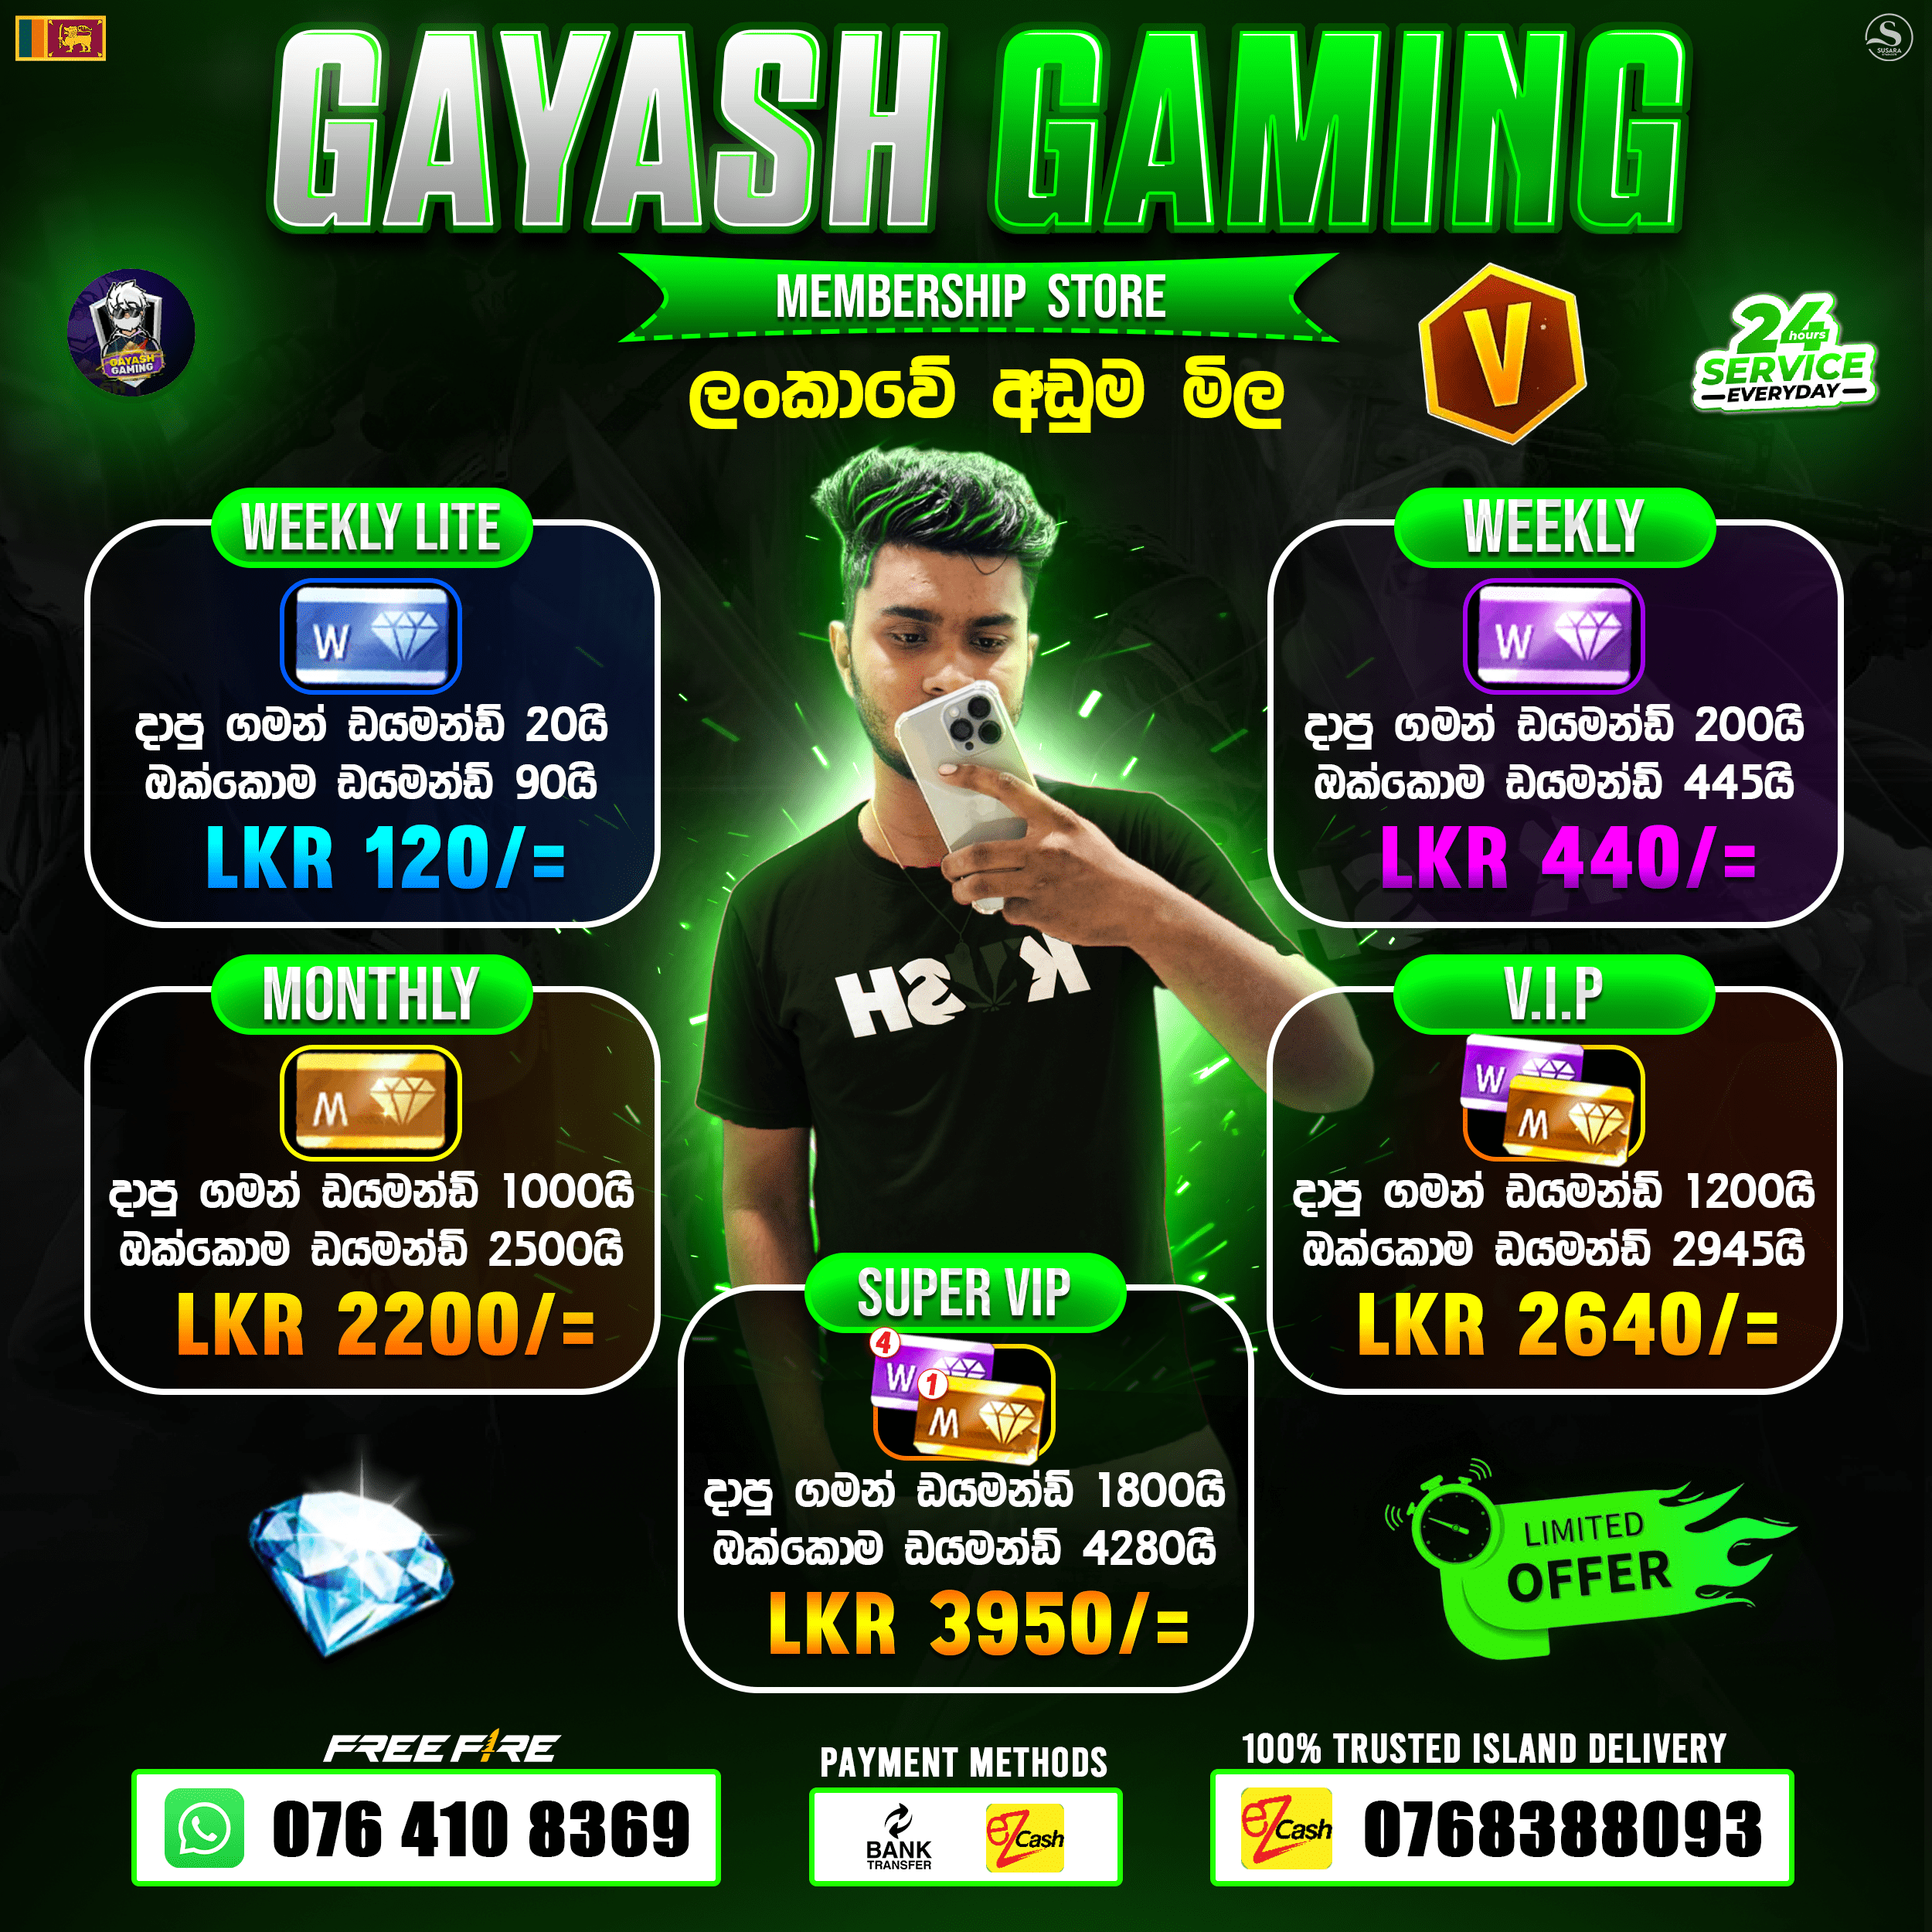 GAYASH GAMING
SUSARA
MEMBERSHIP STORE
ලංකාවේ අඩුම මිල
GAYASH
GAMING
V
24
hours
SERVICE
EVERYDAY
WEEKLY LITE
W
දාපු ගමන් ඩයමන්ඩ් 20යි
ඔක්කොම ඩයමන්ඩ් 90යි
LKR 120/=
WEEKLY
W
දාපු ගමන් ඩයමන්ඩ් 200යි
ඔක්කොම ඩයමන්ඩ් 445යි
LKR 440/=
KUSH
MONTHLY
M
දාපු ගමන් ඩයමන්ඩ් 1000යි
ඔක්කොම ඩයමන්ඩ් 2500යි
LKR 2200/=
V.I.P
W
M
දාපු ගමන් ඩයමන්ඩ් 1200යි
ඔක්කොම ඩයමන්ඩ් 2945යි
LKR 2640/=
SUPER VIP
4
W
1
M
දාපු ගමන් ඩයමන්ඩ් 1800යි
ඔක්කොම ඩයමන්ඩ් 4280යි
LKR 3950/=
LIMITED
OFFER
FREE FIRE
076 410 8369
PAYMENT METHODS
BANK
TRANSFER
eZ Cash
100% TRUSTED ISLAND DELIVERY
eZ Cash
0768388093